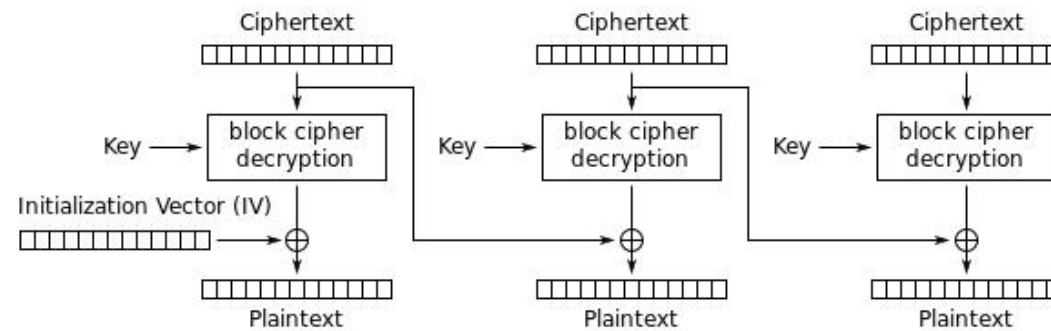 Ciphertext
Ciphertext
Ciphertext
Key
block cipher
decryption
Key
block cipher
decryption
Key
block cipher
decryption
Initialization Vector (IV)
Plaintext
Plaintext
Plaintext